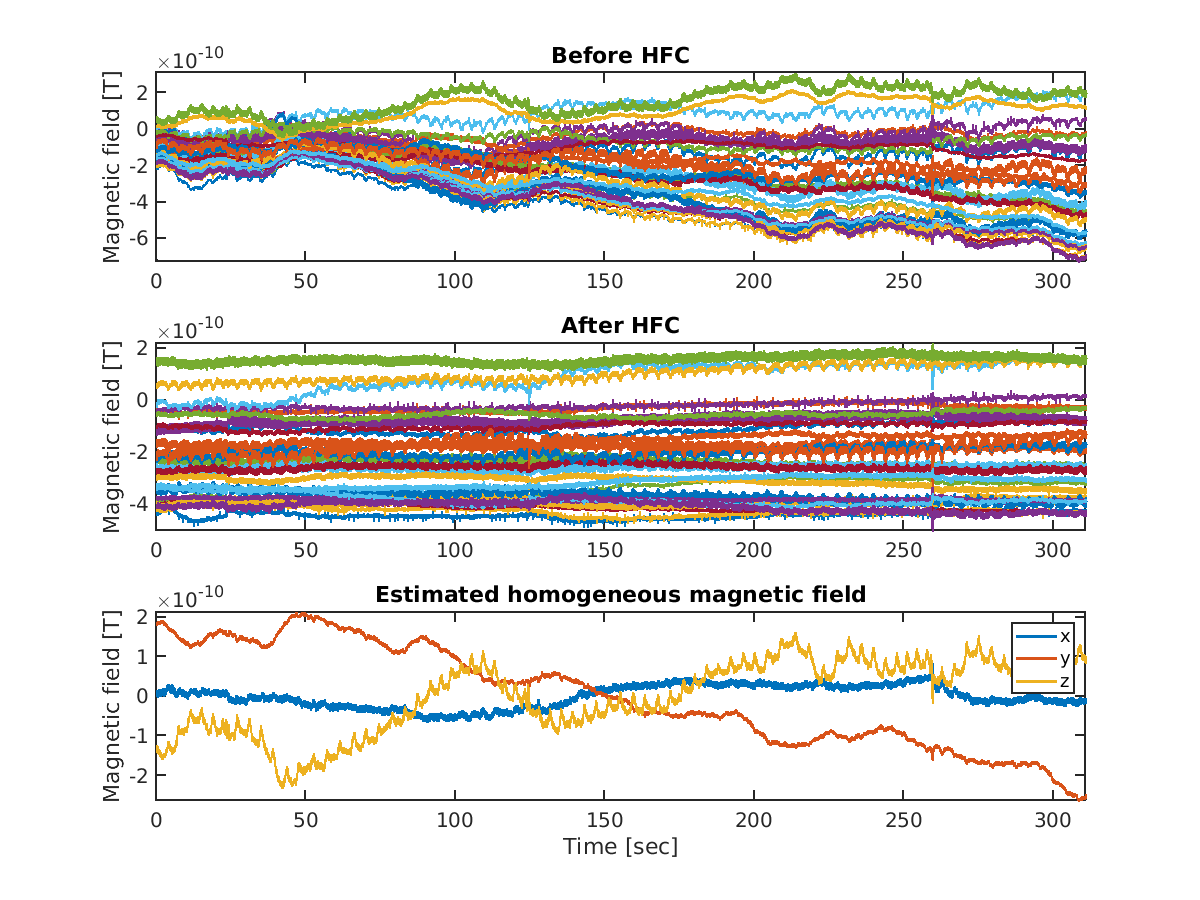 Before HFC
×10-10
Magnetic field [T]
2
0
-2
-4
-6
0 50 100 150 200 250 300
After HFC
×10-10
Magnetic field [T]
2
0
-2
-4
0 50 100 150 200 250 300
Estimated homogeneous magnetic field
×10-10
Magnetic field [T]
2
1
0
-1
-2
x
y
z
0 50 100 150 200 250 300
Time [sec]